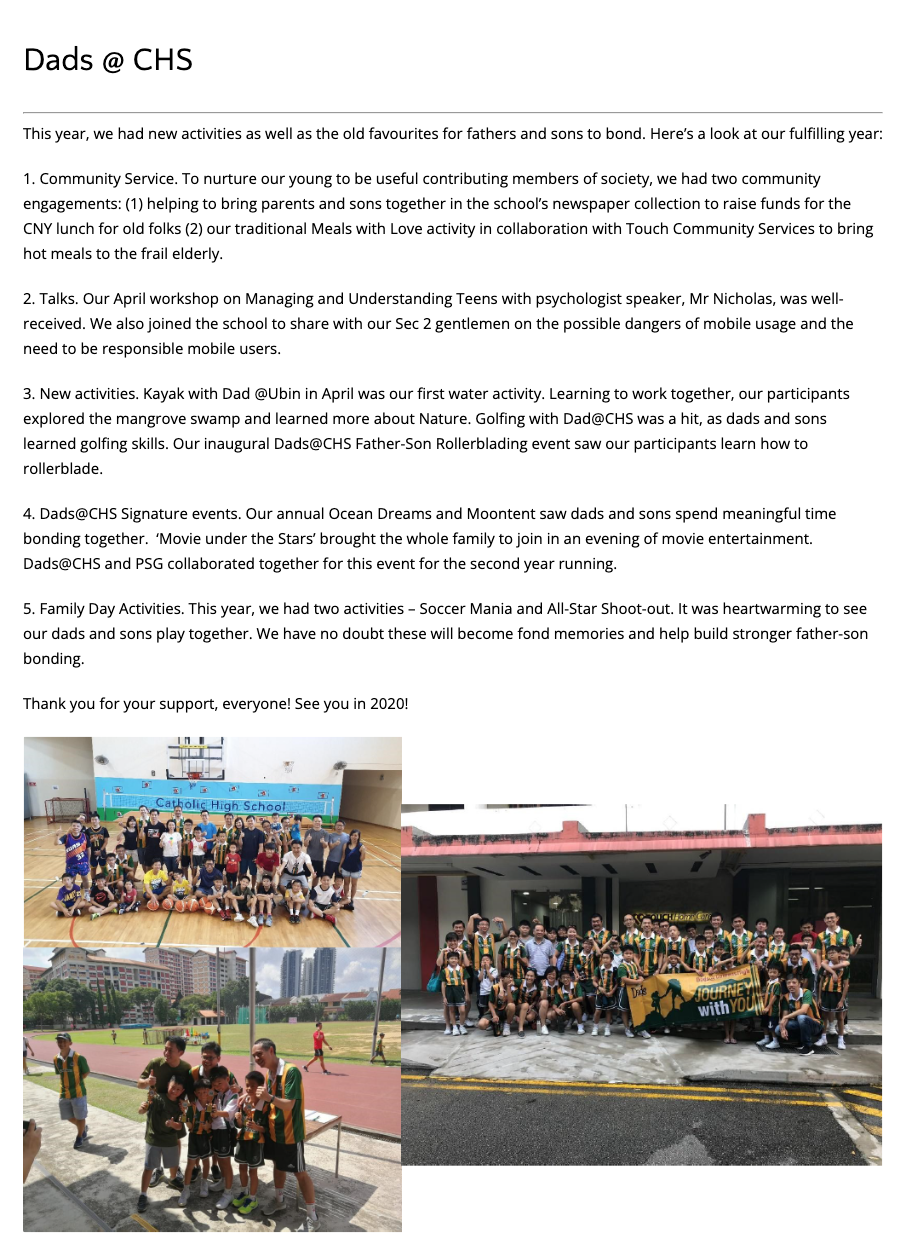 Dads @ CHS
This year, we had new activities as well as the old favourites for fathers and sons to bond. Here’s a look at our fulfilling year:
1. Community Service. To nurture our young to be useful contributing members of society, we had two community
engagements: (1) helping to bring parents and sons together in the school’s newspaper collection to raise funds for the
CNY lunch for old folks (2) our traditional Meals with Love activity in collaboration with Touch Community Services to bring
hot meals to the frail elderly.
2. Talks. Our April workshop on Managing and Understanding Teens with psychologist speaker, Mr Nicholas, was well-
received. We also joined the school to share with our Sec 2 gentlemen on the possible dangers of mobile usage and the
need to be responsible mobile users.
3. New activities. Kayak with Dad @Ubin in April was our first water activity. Learning to work together, our participants
explored the mangrove swamp and learned more about Nature. Golfing with Dad@CHS was a hit, as dads and sons
learned golfing skills. Our inaugural Dads@CHS Father-Son Rollerblading event saw our participants learn how to
rollerblade.
4. Dads@CHS Signature events. Our annual Ocean Dreams and Moontent saw dads and sons spend meaningful time
bonding together.  ‘Movie under the Stars’ brought the whole family to join in an evening of movie entertainment.
Dads@CHS and PSG collaborated together for this event for the second year running.
5. Family Day Activities. This year, we had two activities – Soccer Mania and All-Star Shoot-out. It was heartwarming to see
our dads and sons play together. We have no doubt these will become fond memories and help build stronger father-son
bonding.
Thank you for your support, everyone! See you in 2020!
Catholic High School
TOUCH Home Care
JOURNEY
with YOU